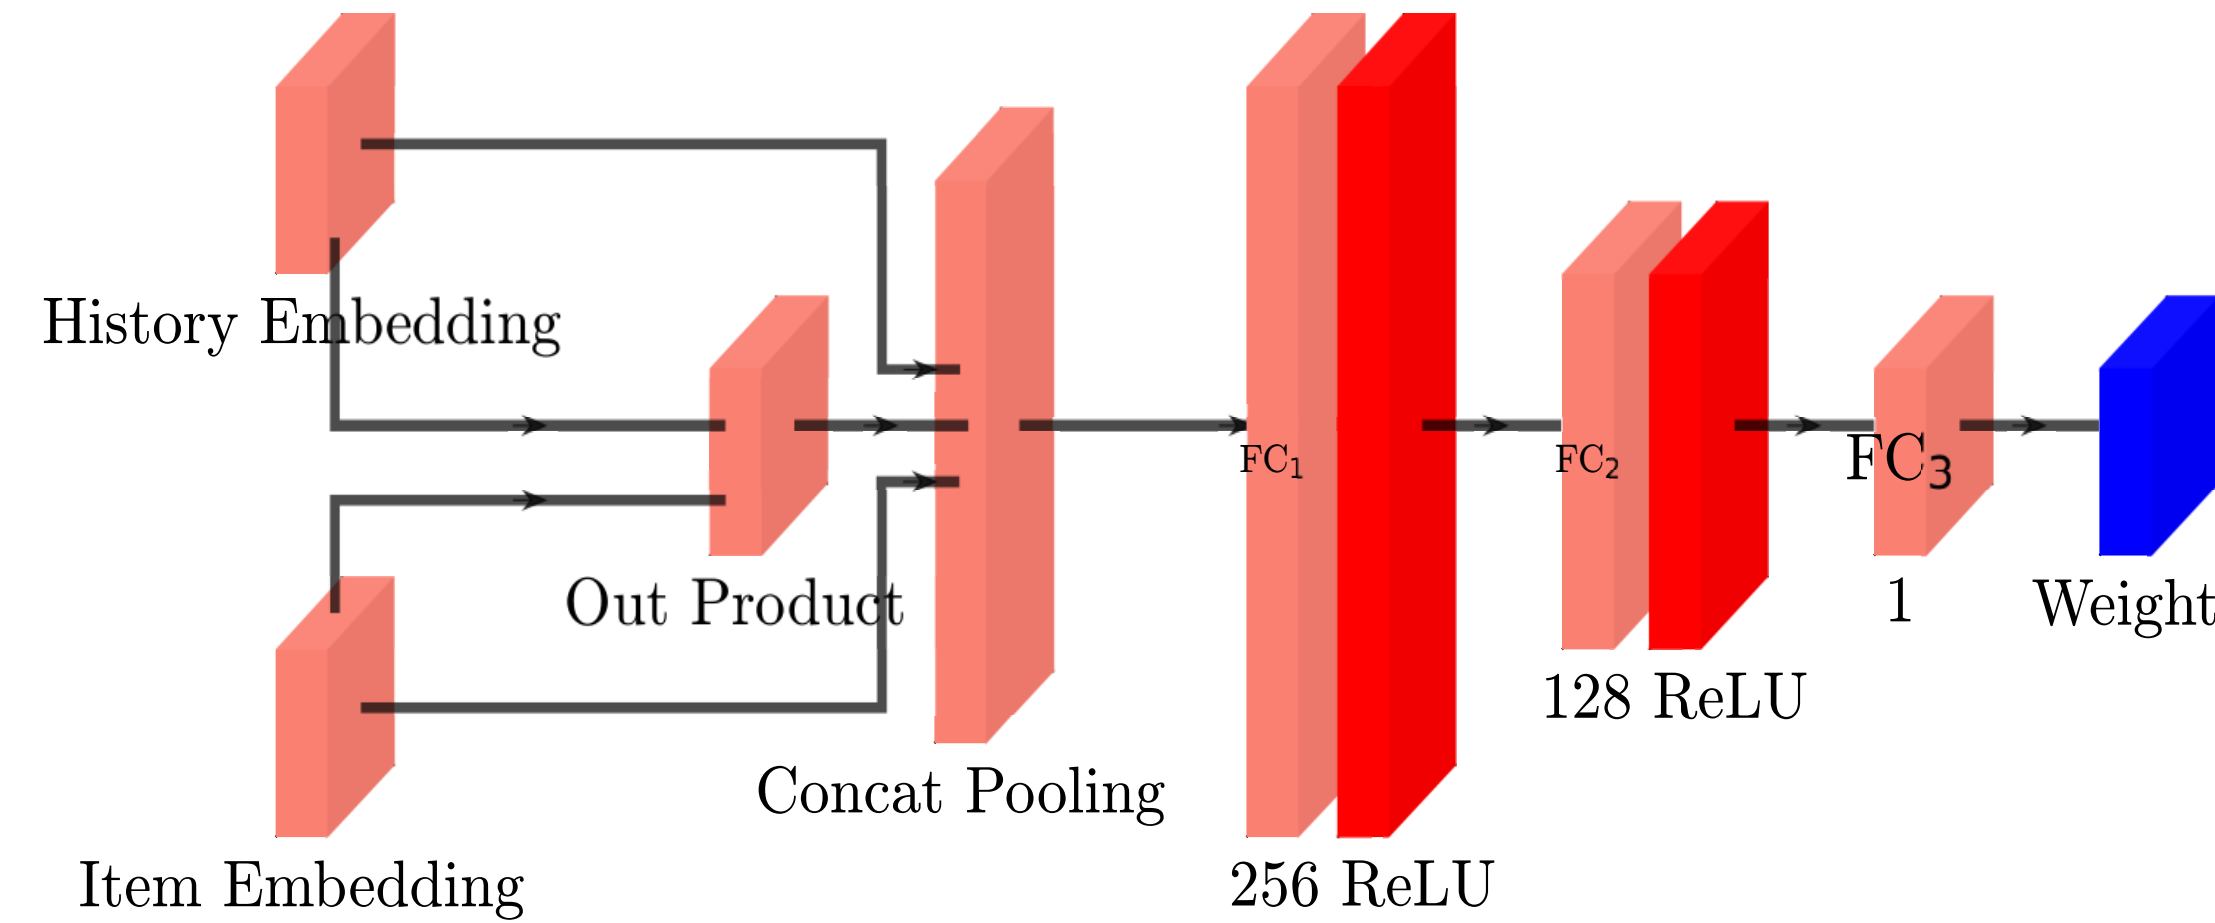 History Embedding
FC₁
FC₂
FC₃
Out Product
1
Weight
128 ReLU
Concat Pooling
Item Embedding
256 ReLU